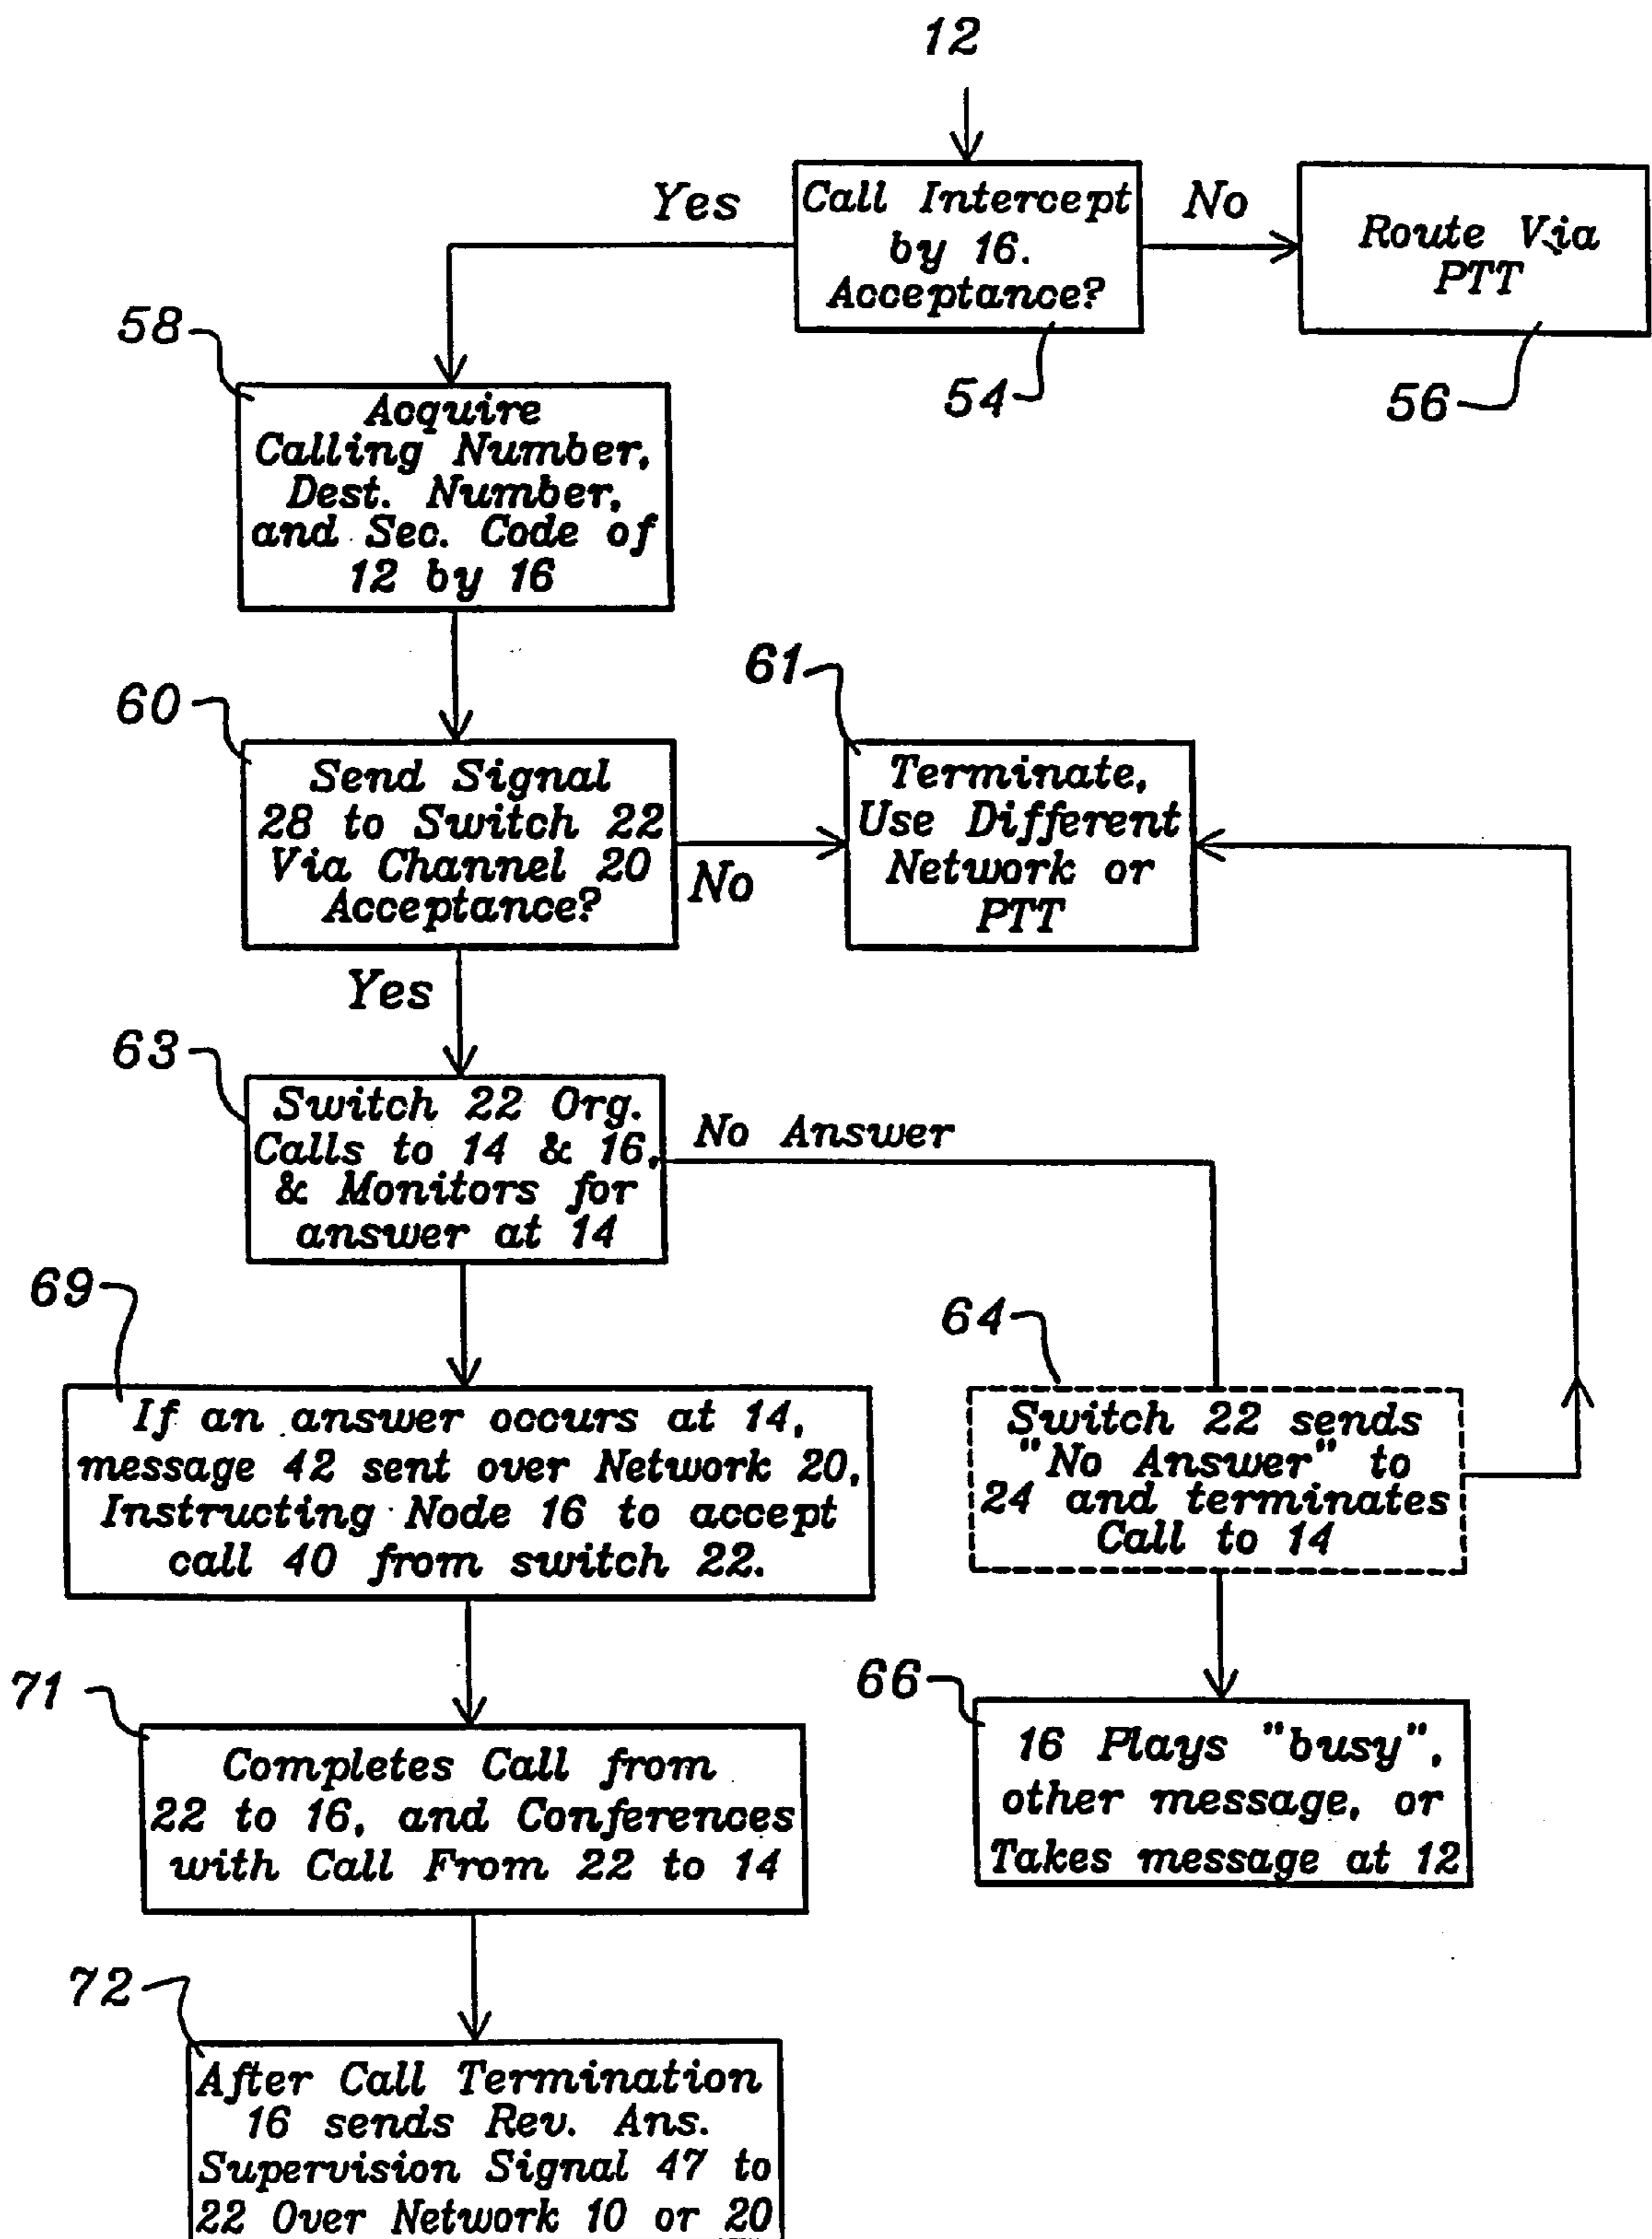 12
Yes
Call Intercept
by 16.
Acceptance?
No
Route Via
PTT
58
54
56
Acquire
Calling Number,
Dest. Number,
and Sec. Code of
12 by 16
60
61
Send Signal
28 to Switch 22
Via Channel 20
Acceptance?
No
Terminate,
Use Different
Network or
PTT
Yes
63
Switch 22 Org.
Calls to 14 & 16,
& Monitors for
answer at 14
No Answer
69
64
If an answer occurs at 14,
message 42 sent over Network 20,
Instructing Node 16 to accept
call 40 from switch 22.
Switch 22 sends
"No Answer" to
24 and terminates
Call to 14
71
66
Completes Call from
22 to 16, and Conferences
with Call From 22 to 14
16 Plays "busy",
other message, or
Takes message at 12
72
After Call Termination
16 sends Rev. Ans.
Supervision Signal 47 to
22 Over Network 10 or 20